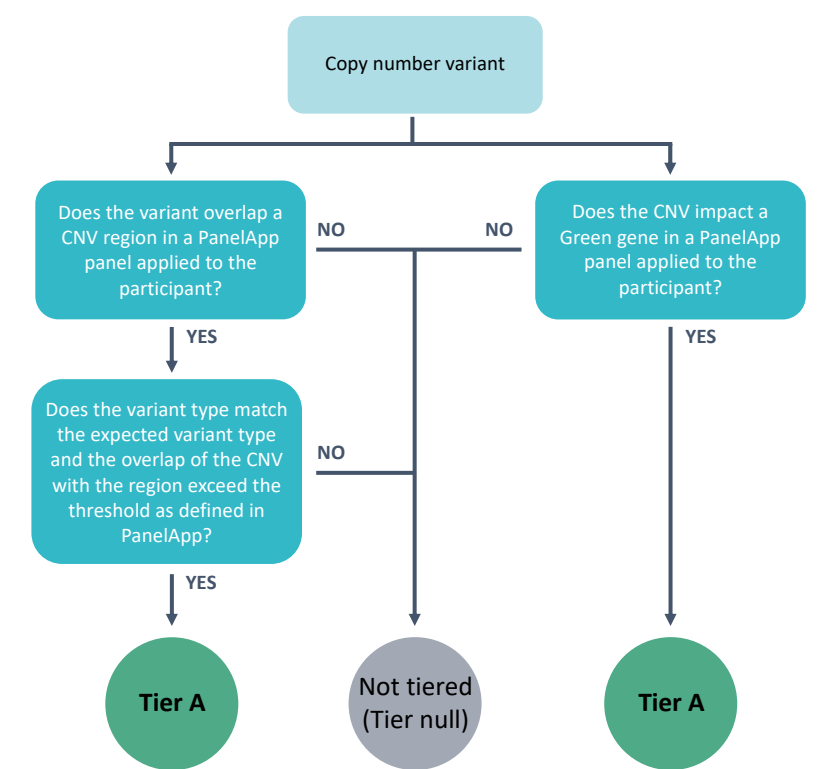 Copy number variant
Does the variant overlap a
CNV region in a PanelApp
panel applied to the
participant?
NO
NO
Does the CNV impact a
Green gene in a PanelApp
panel applied to the
participant?
YES
YES
Does the variant type match
the expected variant type
and the overlap of the CNV
with the region exceed the
threshold as defined in
PanelApp?
NO
YES
Tier A
Not tiered
(Tier null)
Tier A